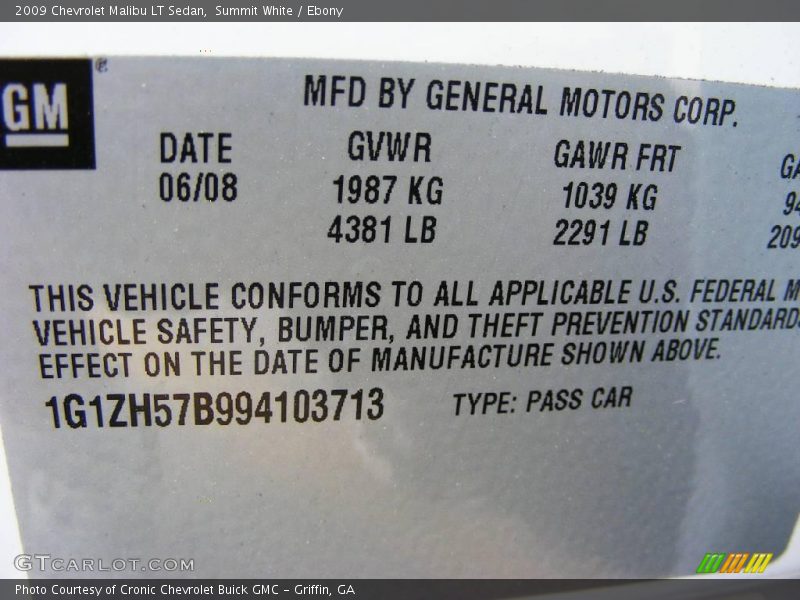 2009 Chevrolet Malibu LT Sedan,  Summit White / Ebony
GM ®
MFD BY GENERAL MOTORS CORP.
DATE GVWR GAWR FRT
06/08 1987 KG 1039 KG
4381 LB 2291 LB
THIS VEHICLE CONFORMS TO ALL APPLICABLE U.S. FEDERAL
VEHICLE SAFETY, BUMPER, AND THEFT PREVENTION STANDARDS
EFFECT ON THE DATE OF MANUFACTURE SHOWN ABOVE.
1G1ZH57B994103713 TYPE: PASS CAR
GTCARLOT.COM
Photo Courtesy of Cronic Chevrolet Buick GMC – Griffin, GA